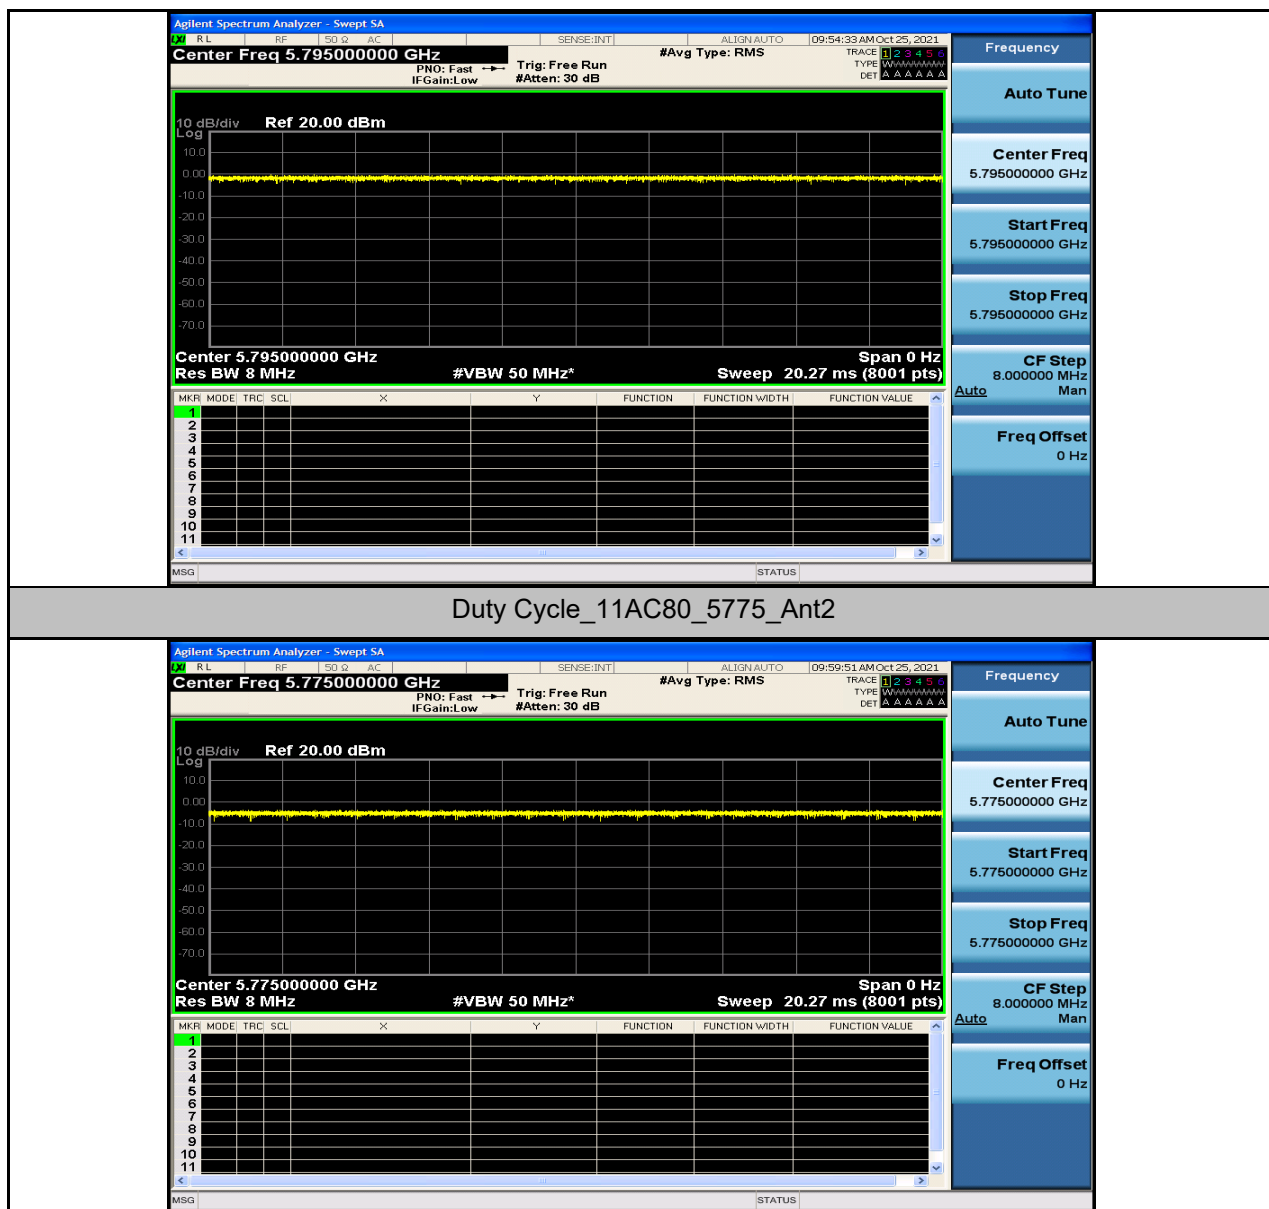 Agilent Spectrum Analyzer - Swept SA
LXI RL RF 50 Ω AC SENSE:INT ALIGN AUTO 09:54:33 AM Oct 25, 2021
Center Freq 5.795000000 GHz #Avg Type: RMS TRACE 1 2 3 4 5 6
PNO: Fast Trig: Free Run TYPE W
IFGain:Low #Atten: 30 dB DET A A A A A A
Frequency
Auto Tune
10 dB/div Ref 20.00 dBm
Log
10.0
0.00
-10.0
-20.0
-30.0
-40.0
-50.0
-60.0
-70.0
Center Freq
5.795000000 GHz
Start Freq
5.795000000 GHz
Stop Freq
5.795000000 GHz
CF Step
8.000000 MHz
Auto Man
Freq Offset
0 Hz
Center 5.795000000 GHz Span 0 Hz
Res BW 8 MHz #VBW 50 MHz* Sweep 20.27 ms (8001 pts)
MKR MODE TRC SCL X Y FUNCTION FUNCTION WIDTH FUNCTION VALUE
1
2
3
4
5
6
7
8
9
10
11
MSG STATUS
Duty Cycle_11AC80_5775_Ant2
Agilent Spectrum Analyzer - Swept SA
LXI RL RF 50 Ω AC SENSE:INT ALIGN AUTO 09:59:51 AM Oct 25, 2021
Center Freq 5.775000000 GHz #Avg Type: RMS TRACE 1 2 3 4 5 6
PNO: Fast Trig: Free Run TYPE W
IFGain:Low #Atten: 30 dB DET A A A A A A
Frequency
Auto Tune
10 dB/div Ref 20.00 dBm
Log
10.0
0.00
-10.0
-20.0
-30.0
-40.0
-50.0
-60.0
-70.0
Center Freq
5.775000000 GHz
Start Freq
5.775000000 GHz
Stop Freq
5.775000000 GHz
CF Step
8.000000 MHz
Auto Man
Freq Offset
0 Hz
Center 5.775000000 GHz Span 0 Hz
Res BW 8 MHz #VBW 50 MHz* Sweep 20.27 ms (8001 pts)
MKR MODE TRC SCL X Y FUNCTION FUNCTION WIDTH FUNCTION VALUE
1
2
3
4
5
6
7
8
9
10
11
MSG STATUS